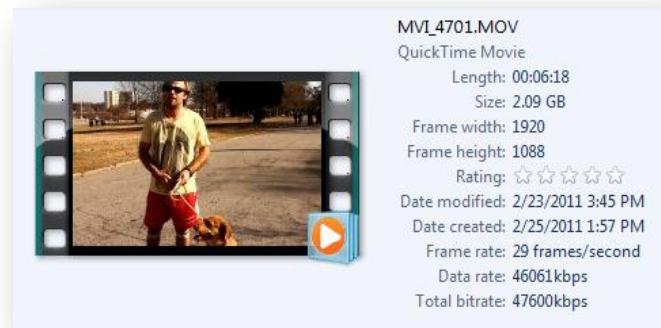 MVI_4701.MOV
QuickTime Movie
Length: 00:06:18
Size: 2.09 GB
Frame width: 1920
Frame height: 1088
Rating:
Date modified: 2/23/2011 3:45 PM
Date created: 2/25/2011 1:57 PM
Frame rate: 29 frames/second
Data rate: 46061kbps
Total bitrate: 47600kbps